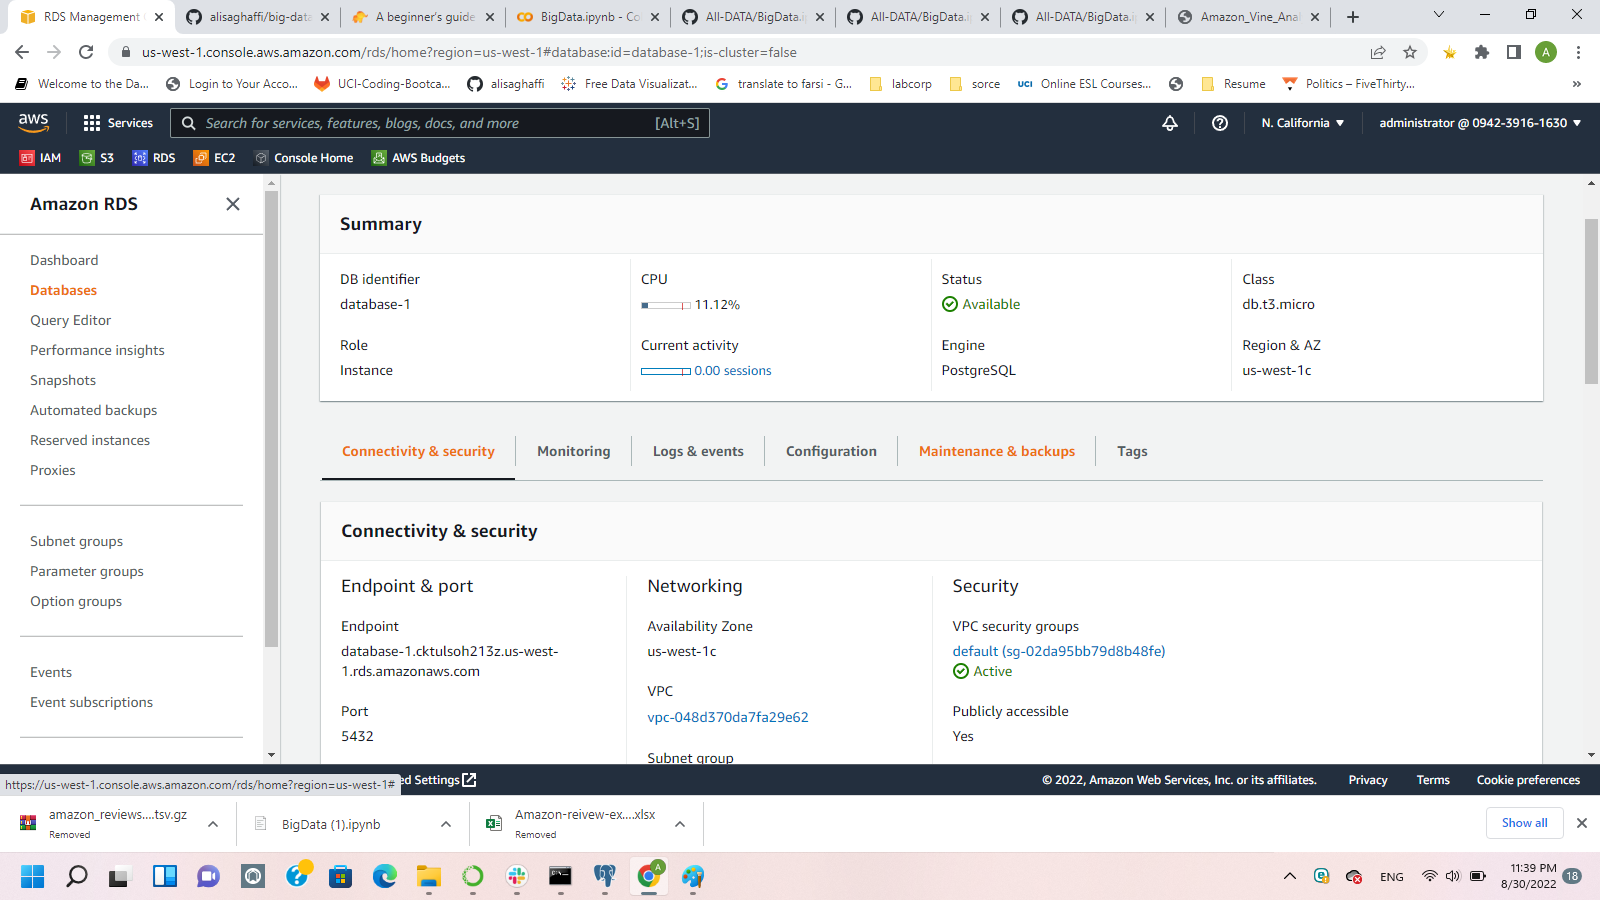 RDS Management
alisaghaffi/big-data
A beginner's guide
BigData.ipynb - Co
All-DATA/BigData.i
All-DATA/BigData.i
All-DATA/BigData.i
Amazon_Vine_Anal
us-west-1.console.aws.amazon.com/rds/home?region=us-west-1#database:id=database-1;is-cluster=false
A
Welcome to the Da...
Login to Your Acco...
UCI-Coding-Bootca...
alisaghaffi
Free Data Visualizat...
translate to farsi - G...
labcorp
sorce
UCI Online ESL Courses...
Resume
Politics – FiveThirty...
»
aws
Services
Search for services, features, blogs, docs, and more [Alt+S]
N. California
administrator @ 0942-3916-1630
IAM
S3
RDS
EC2
Console Home
AWS Budgets
Amazon RDS
Dashboard
Databases
Query Editor
Performance insights
Snapshots
Automated backups
Reserved instances
Proxies
Subnet groups
Parameter groups
Option groups
Events
Event subscriptions
Summary
DB identifier
database-1
CPU
11.12%
Status
Available
Class
db.t3.micro
Role
Instance
Current activity
0.00 sessions
Engine
PostgreSQL
Region & AZ
us-west-1c
Connectivity & security
Monitoring
Logs & events
Configuration
Maintenance & backups
Tags
Connectivity & security
Endpoint & port
Endpoint
database-1.cktulsoh213z.us-west-
1.rds.amazonaws.com
Port
5432
Networking
Availability Zone
us-west-1c
VPC
vpc-048d370da7fa29e62
Subnet group
Security
VPC security groups
default (sg-02da95bb79d8b48fe)
Active
Publicly accessible
Yes
https://us-west-1.console.aws.amazon.com/rds/home?region=us-west-1#
ed Settings
© 2022, Amazon Web Services, Inc. or its affiliates.
Privacy
Terms
Cookie preferences
amazon_reviews....tsv.gz
Removed
BigData (1).ipynb
Amazon-reivew-ex....xlsx
Removed
Show all
A
ENG
11:39 PM
8/30/2022
18